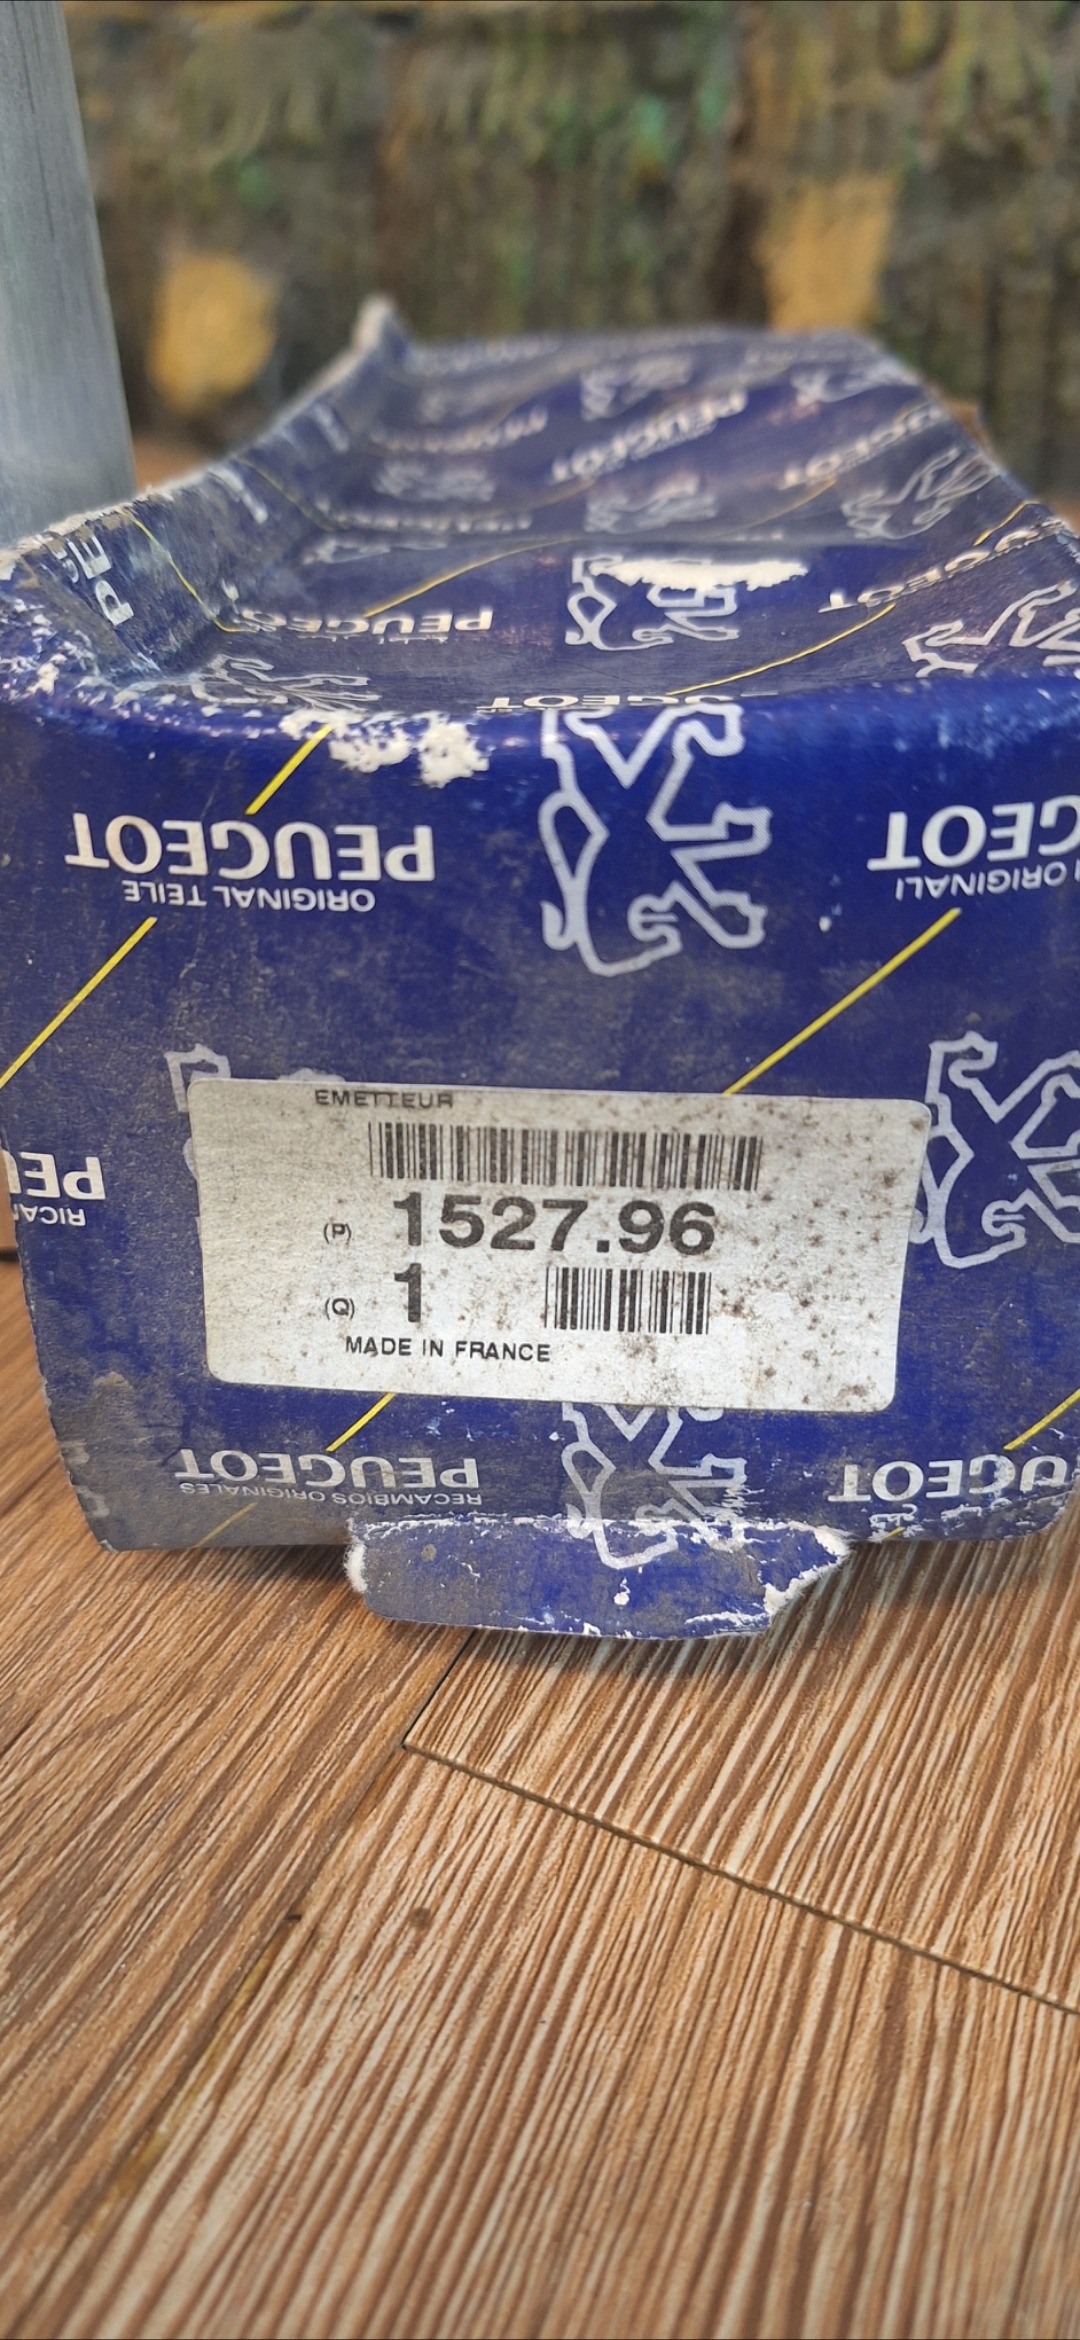 PE
PEUGEOT
PEUGEOT
PEUGEOT
PEUGEOT
ORIGINAL TEILE
PEUGEOT
ORIGINALI
EMETTEUR
(P) 1527.96
(Q) 1
MADE IN FRANCE
PEUGEOT
RECAMBIOS ORIGINALES
PEUGEOT